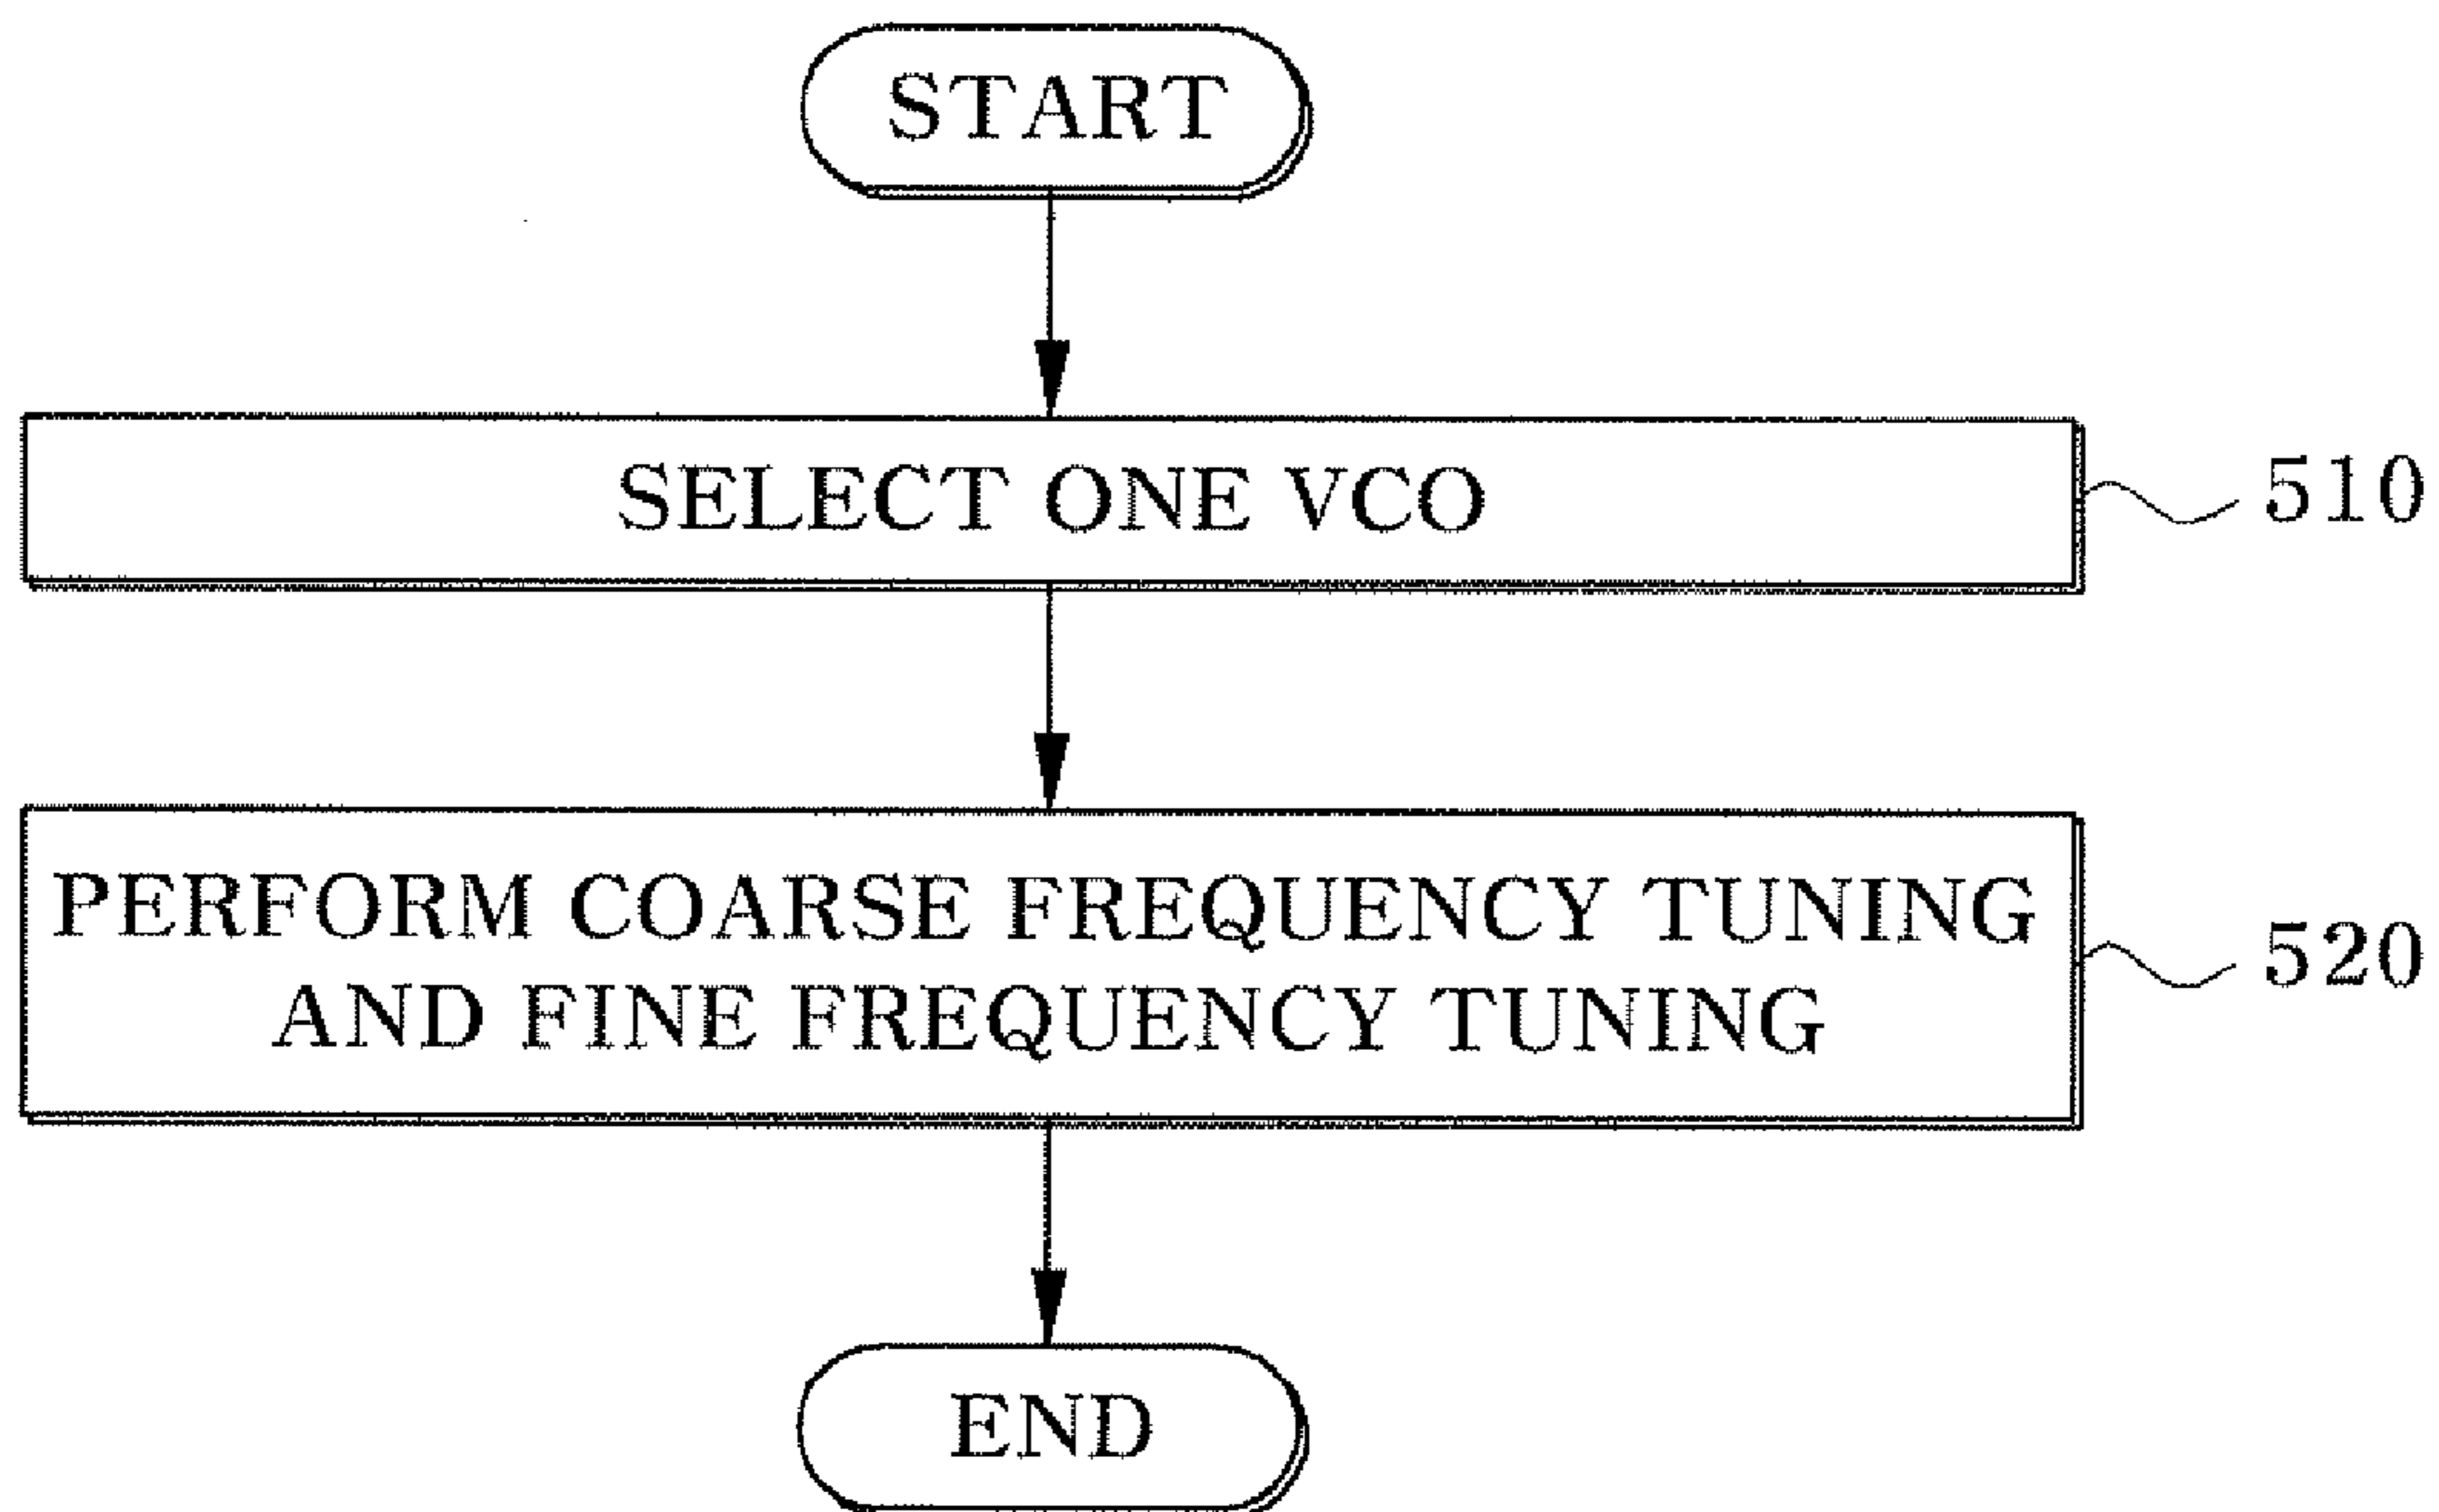 START
SELECT ONE VCO
510
PERFORM COARSE FREQUENCY TUNING
AND FINE FREQUENCY TUNING
520
END